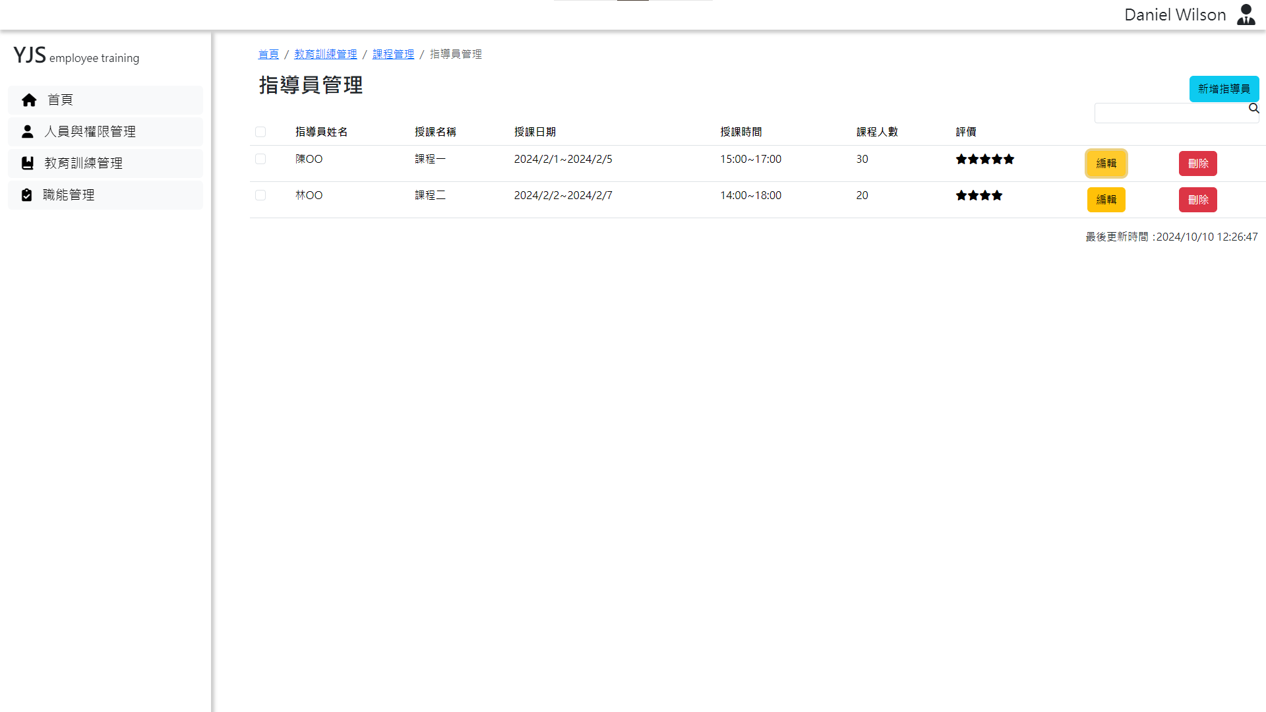 Daniel Wilson
YJS employee training
首頁
人員與權限管理
教育訓練管理
職能管理
首頁 / 教育訓練管理 / 課程管理 / 指導員管理
指導員管理
新增指導員
指導員姓名 授課名稱 授課日期 授課時間 課程人數 評價
陳OO 課程一 2024/2/1~2024/2/5 15:00~17:00 30 ★★★★★ 編輯 刪除
林OO 課程二 2024/2/2~2024/2/7 14:00~18:00 20 ★★★★ 編輯 刪除
最後更新時間 :2024/10/10 12:26:47